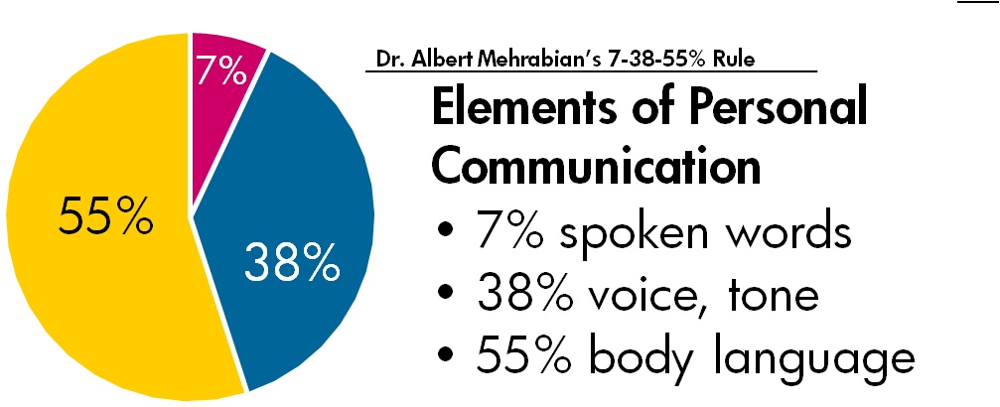 7%
Dr. Albert Mehrabian’s 7-38-55% Rule
Elements of Personal
Communication
55%
38%
• 7% spoken words
• 38% voice, tone
• 55% body language